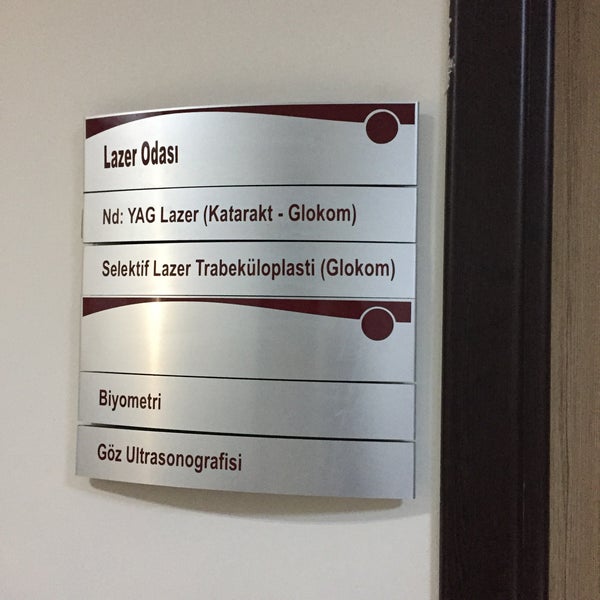 Lazer Odası
Nd: YAG Lazer (Katarakt - Glokom)
Selektif Lazer Trabeküloplasti (Glokom)
Biyometri
Göz Ultrasonografisi